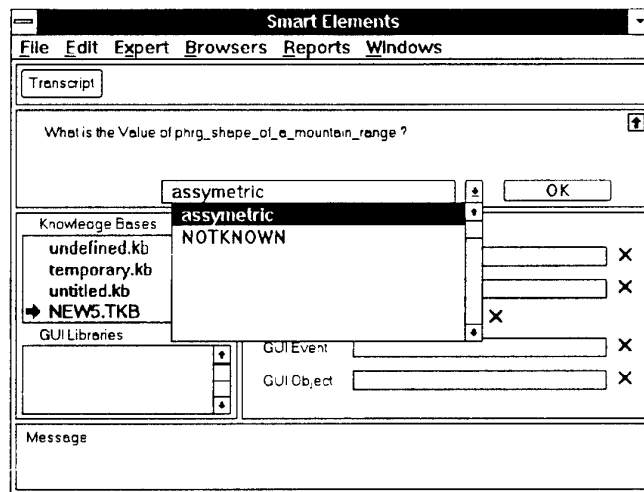 Smart Elements
File Edit Expert Browsers Reports Windows
Transcript
What is the Value of phrg_shape_of_a_mountain_range ?
assymetric OK
assymetric
NOTKNOWN
Knowledge Bases
undefined.kb
temporary.kb
untitled.kb
NEW5.TKB
GUI Libraries
GUI Event
GUI Object
Message